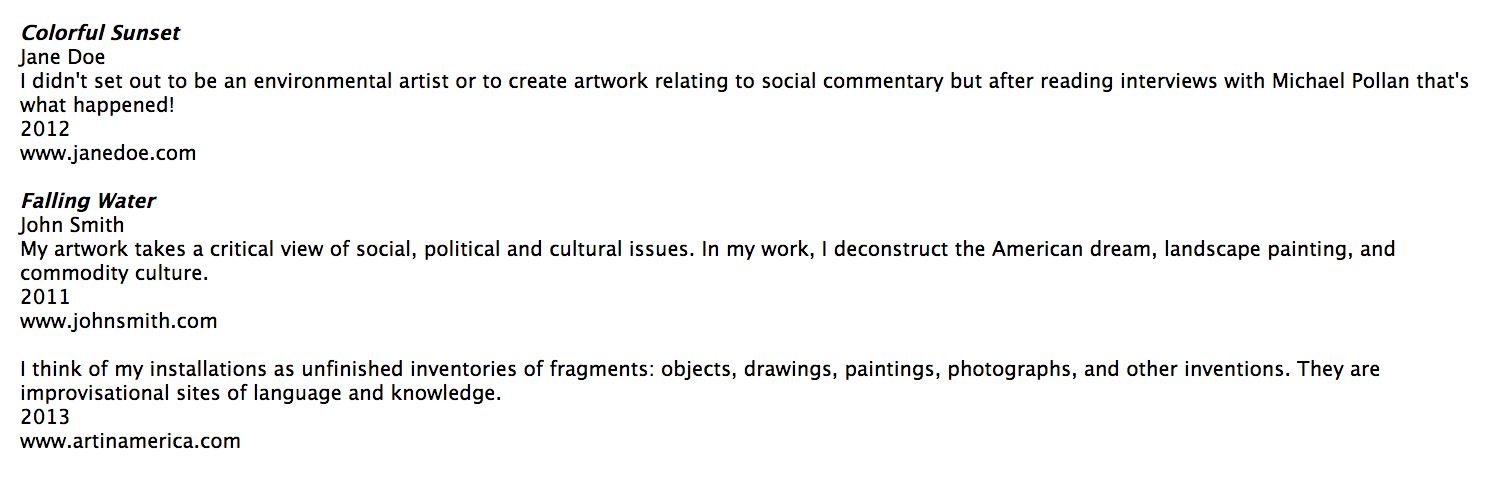 Colorful Sunset
Jane Doe
I didn't set out to be an environmental artist or to create artwork relating to social commentary but after reading interviews with Michael Pollan that's
what happened!
2012
www.janedoe.com
Falling Water
John Smith
My artwork takes a critical view of social, political and cultural issues. In my work, I deconstruct the American dream, landscape painting, and
commodity culture.
2011
www.johnsmith.com
I think of my installations as unfinished inventories of fragments: objects, drawings, paintings, photographs, and other inventions. They are
improvisational sites of language and knowledge.
2013
www.artinamerica.com